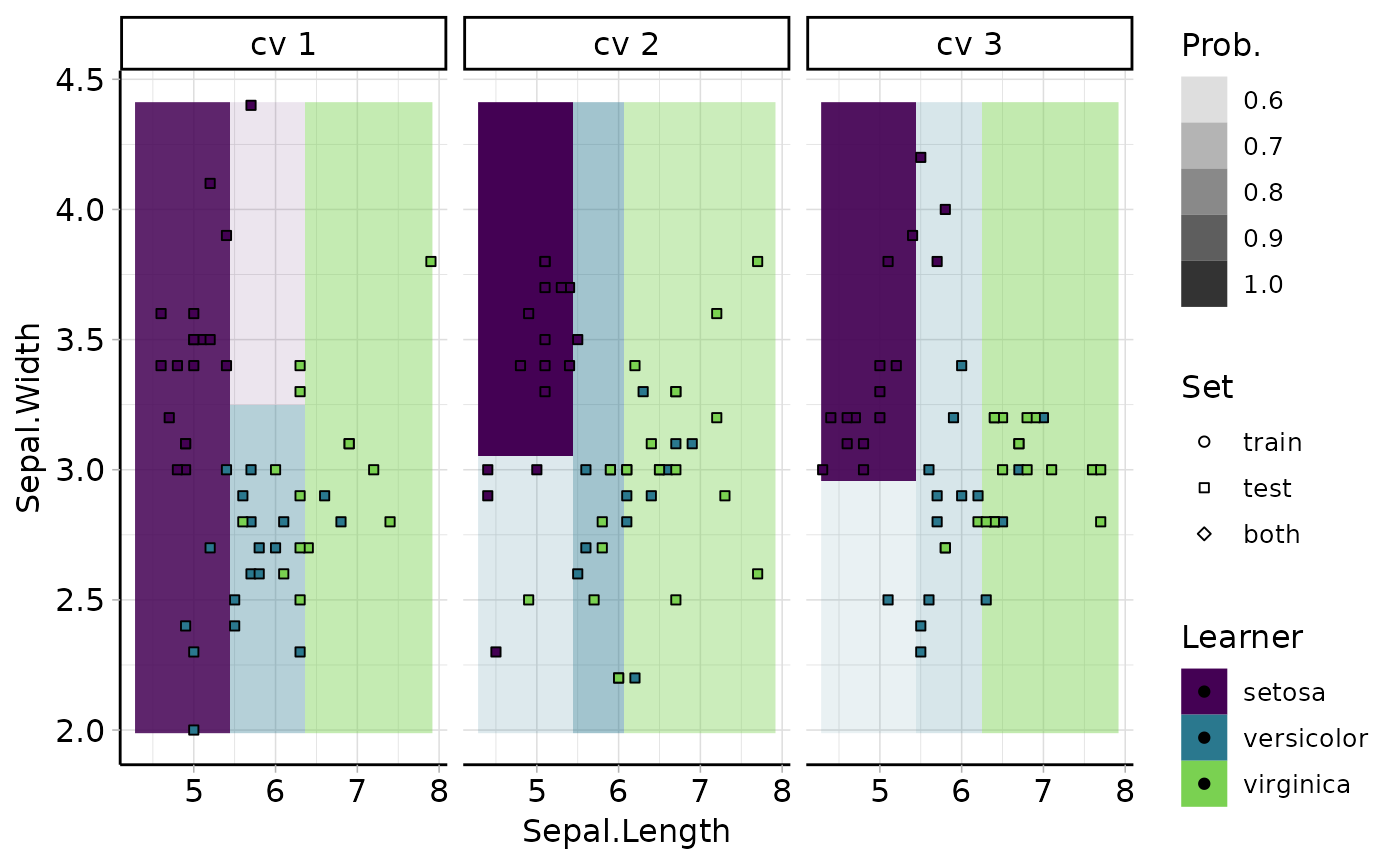 cv 1
cv 2
cv 3
4.5
4.0
3.5
3.0
2.5
2.0
Sepal.Width
5 6 7 8
5 6 7 8
5 6 7 8
Sepal.Length
Prob.
0.6
0.7
0.8
0.9
1.0
Set
train
test
both
Learner
setosa
versicolor
virginica